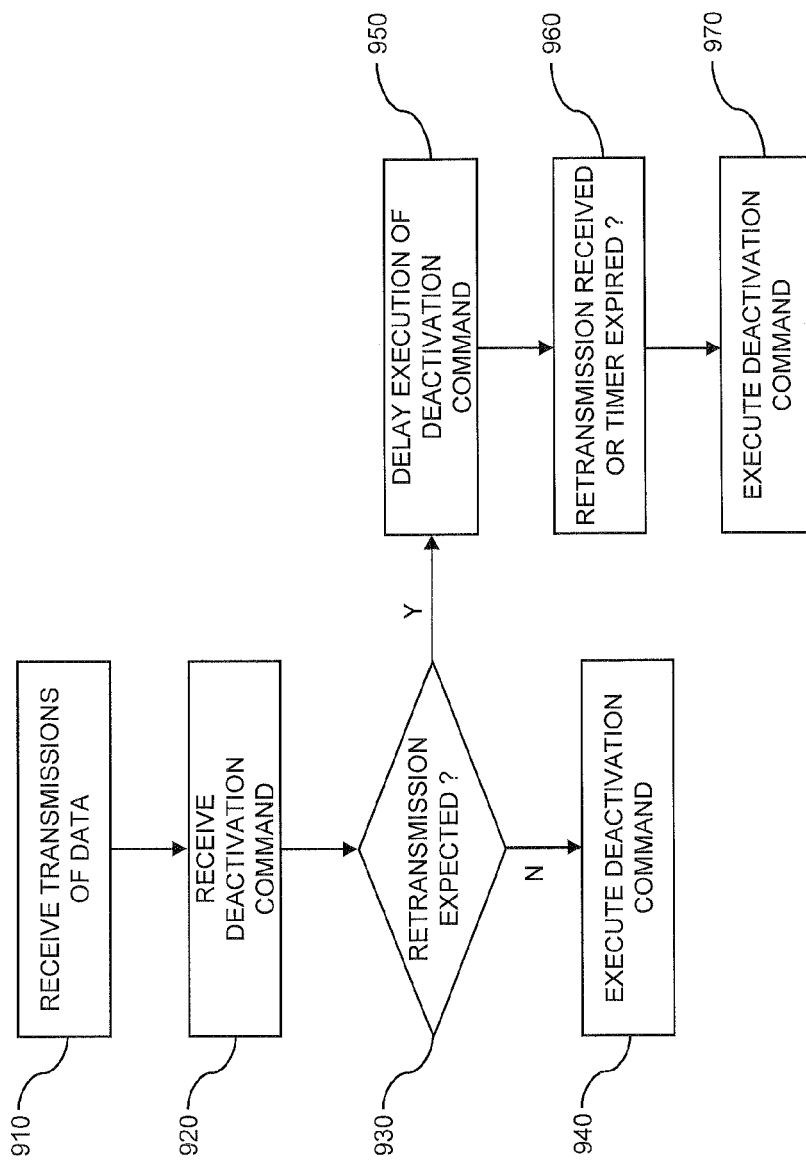 910
RECEIVE TRANSMISSIONS
OF DATA
920
RECEIVE
DEACTIVATION
COMMAND
930
RETRANSMISSION
EXPECTED ?
Y
N
940
EXECUTE DEACTIVATION
COMMAND
950
DELAY EXECUTION OF
DEACTIVATION
COMMAND
960
RETRANSMISSION RECEIVED
OR TIMER EXPIRED ?
970
EXECUTE DEACTIVATION
COMMAND